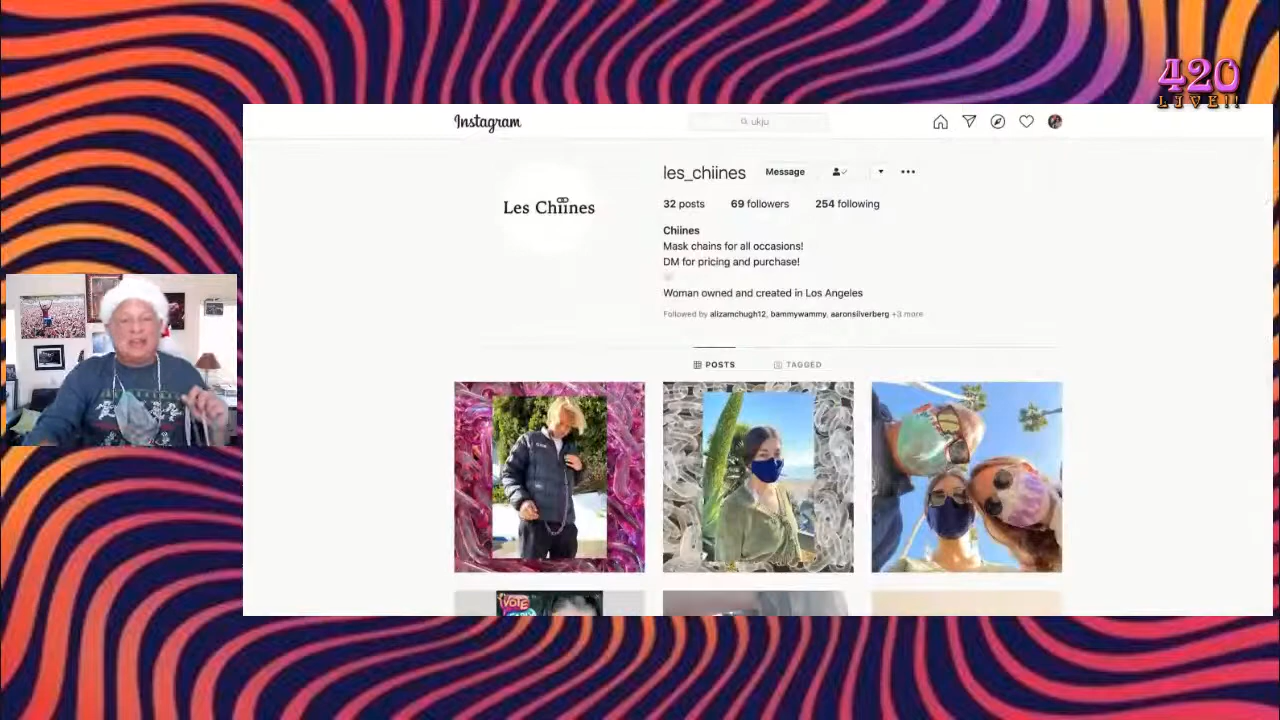 420
LIVE!!
Instagram
ukju
les_chiines
Message
32 posts 69 followers 254 following
Les Chiines
Chiines
Mask chains for all occasions!
DM for pricing and purchase!
Woman owned and created in Los Angeles
Followed by alizamchugh12, bammywammy, aaronsilverberg +3 more
POSTS TAGGED
VOTE